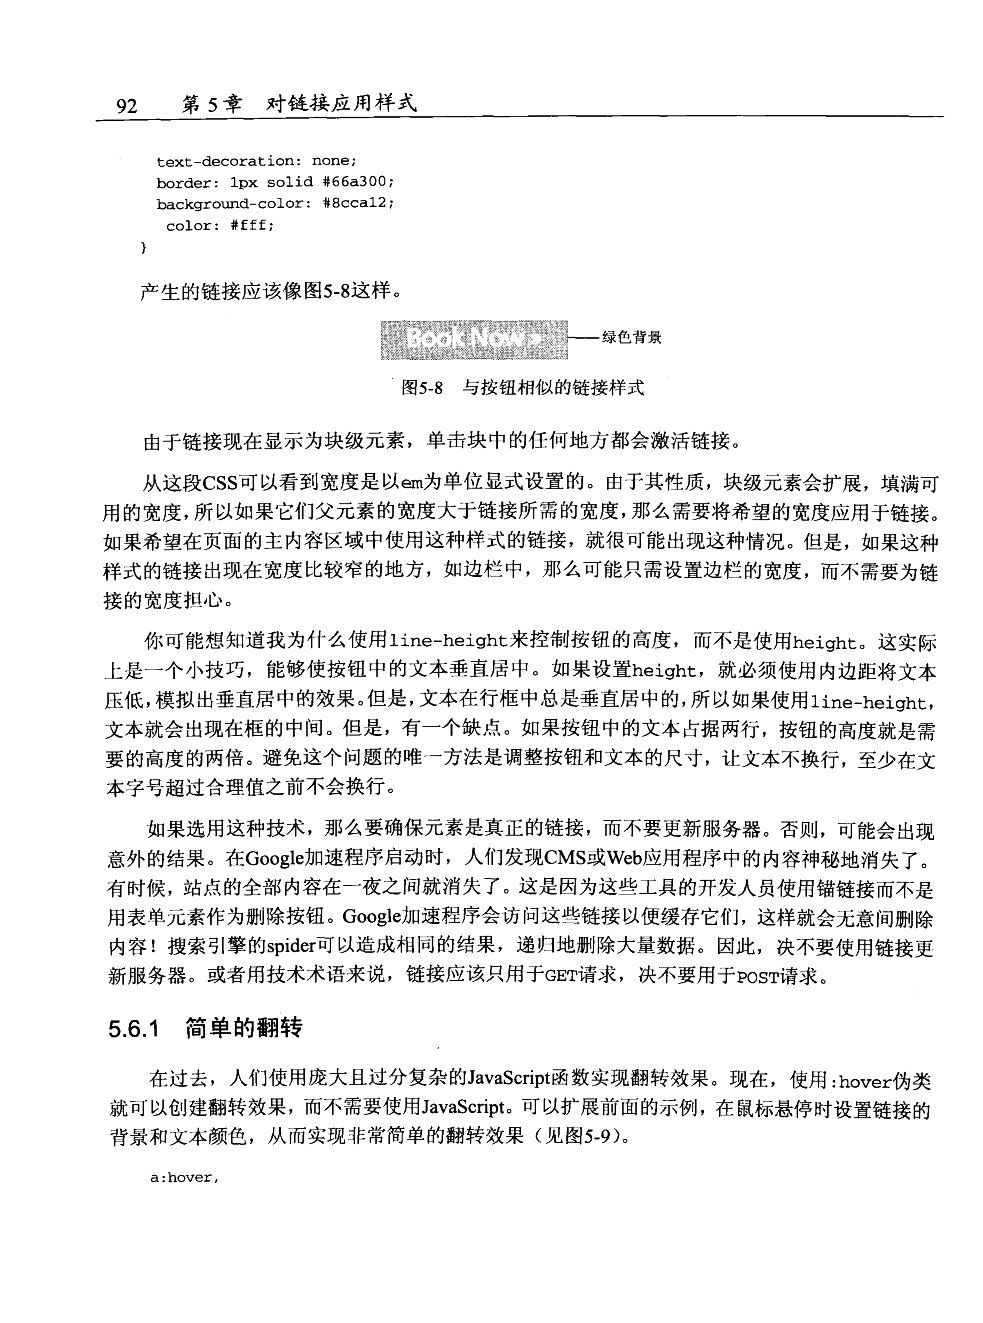 92 第5章 对链接应用样式
text-decoration: none;
border: 1px solid #66a300;
background-color: #8cca12;
color: #fff;
}
产生的链接应该像图5-8这样。
Book Now » 绿色背景
图5-8 与按钮相似的链接样式
由于链接现在显示为块级元素，单击块中的任何地方都会激活链接。
从这段CSS可以看到宽度是以em为单位显式设置的。由于其性质，块级元素会扩展，填满可
用的宽度，所以如果它们父元素的宽度大于链接所需的宽度，那么需要将希望的宽度应用于链接。
如果希望在页面的主内容区域中使用这种样式的链接，就很可能出现这种情况。但是，如果这种
样式的链接出现在宽度比较窄的地方，如边栏中，那么可能只需设置边栏的宽度，而不需要为链
接的宽度担心。
你可能想知道我为什么使用line-height来控制按钮的高度，而不是使用height。这实际
上是一个小技巧，能够使按钮中的文本垂直居中。如果设置height，就必须使用内边距将文本
压低，模拟出垂直居中的效果。但是，文本在行框中总是垂直居中的，所以如果使用line-height，
文本就会出现在框的中间。但是，有一个缺点。如果按钮中的文本占据两行，按钮的高度就是需
要的高度的两倍。避免这个问题的唯一方法是调整按钮和文本的尺寸，让文本不换行，至少在文
本字号超过合理值之前不会换行。
如果选用这种技术，那么要确保元素是真正的链接，而不要更新服务器。否则，可能会出现
意外的结果。在Google加速程序启动时，人们发现CMS或Web应用程序中的内容神秘地消失了。
有时候，站点的全部内容在一夜之间就消失了。这是因为这些工具的开发人员使用锚链接而不是
用表单元素作为删除按钮。Google加速程序会访问这些链接以便缓存它们，这样就会无意间删除
内容！搜索引擎的spider可以造成相同的结果，递归地删除大量数据。因此，决不要使用链接更
新服务器。或者用技术术语来说，链接应该只用于GET请求，决不要用于POST请求。
5.6.1 简单的翻转
在过去，人们使用庞大且过分复杂的JavaScript函数实现翻转效果。现在，使用:hover伪类
就可以创建翻转效果，而不需要使用JavaScript。可以扩展前面的示例，在鼠标悬停时设置链接的
背景和文本颜色，从而实现非常简单的翻转效果（见图5-9）。
a:hover,